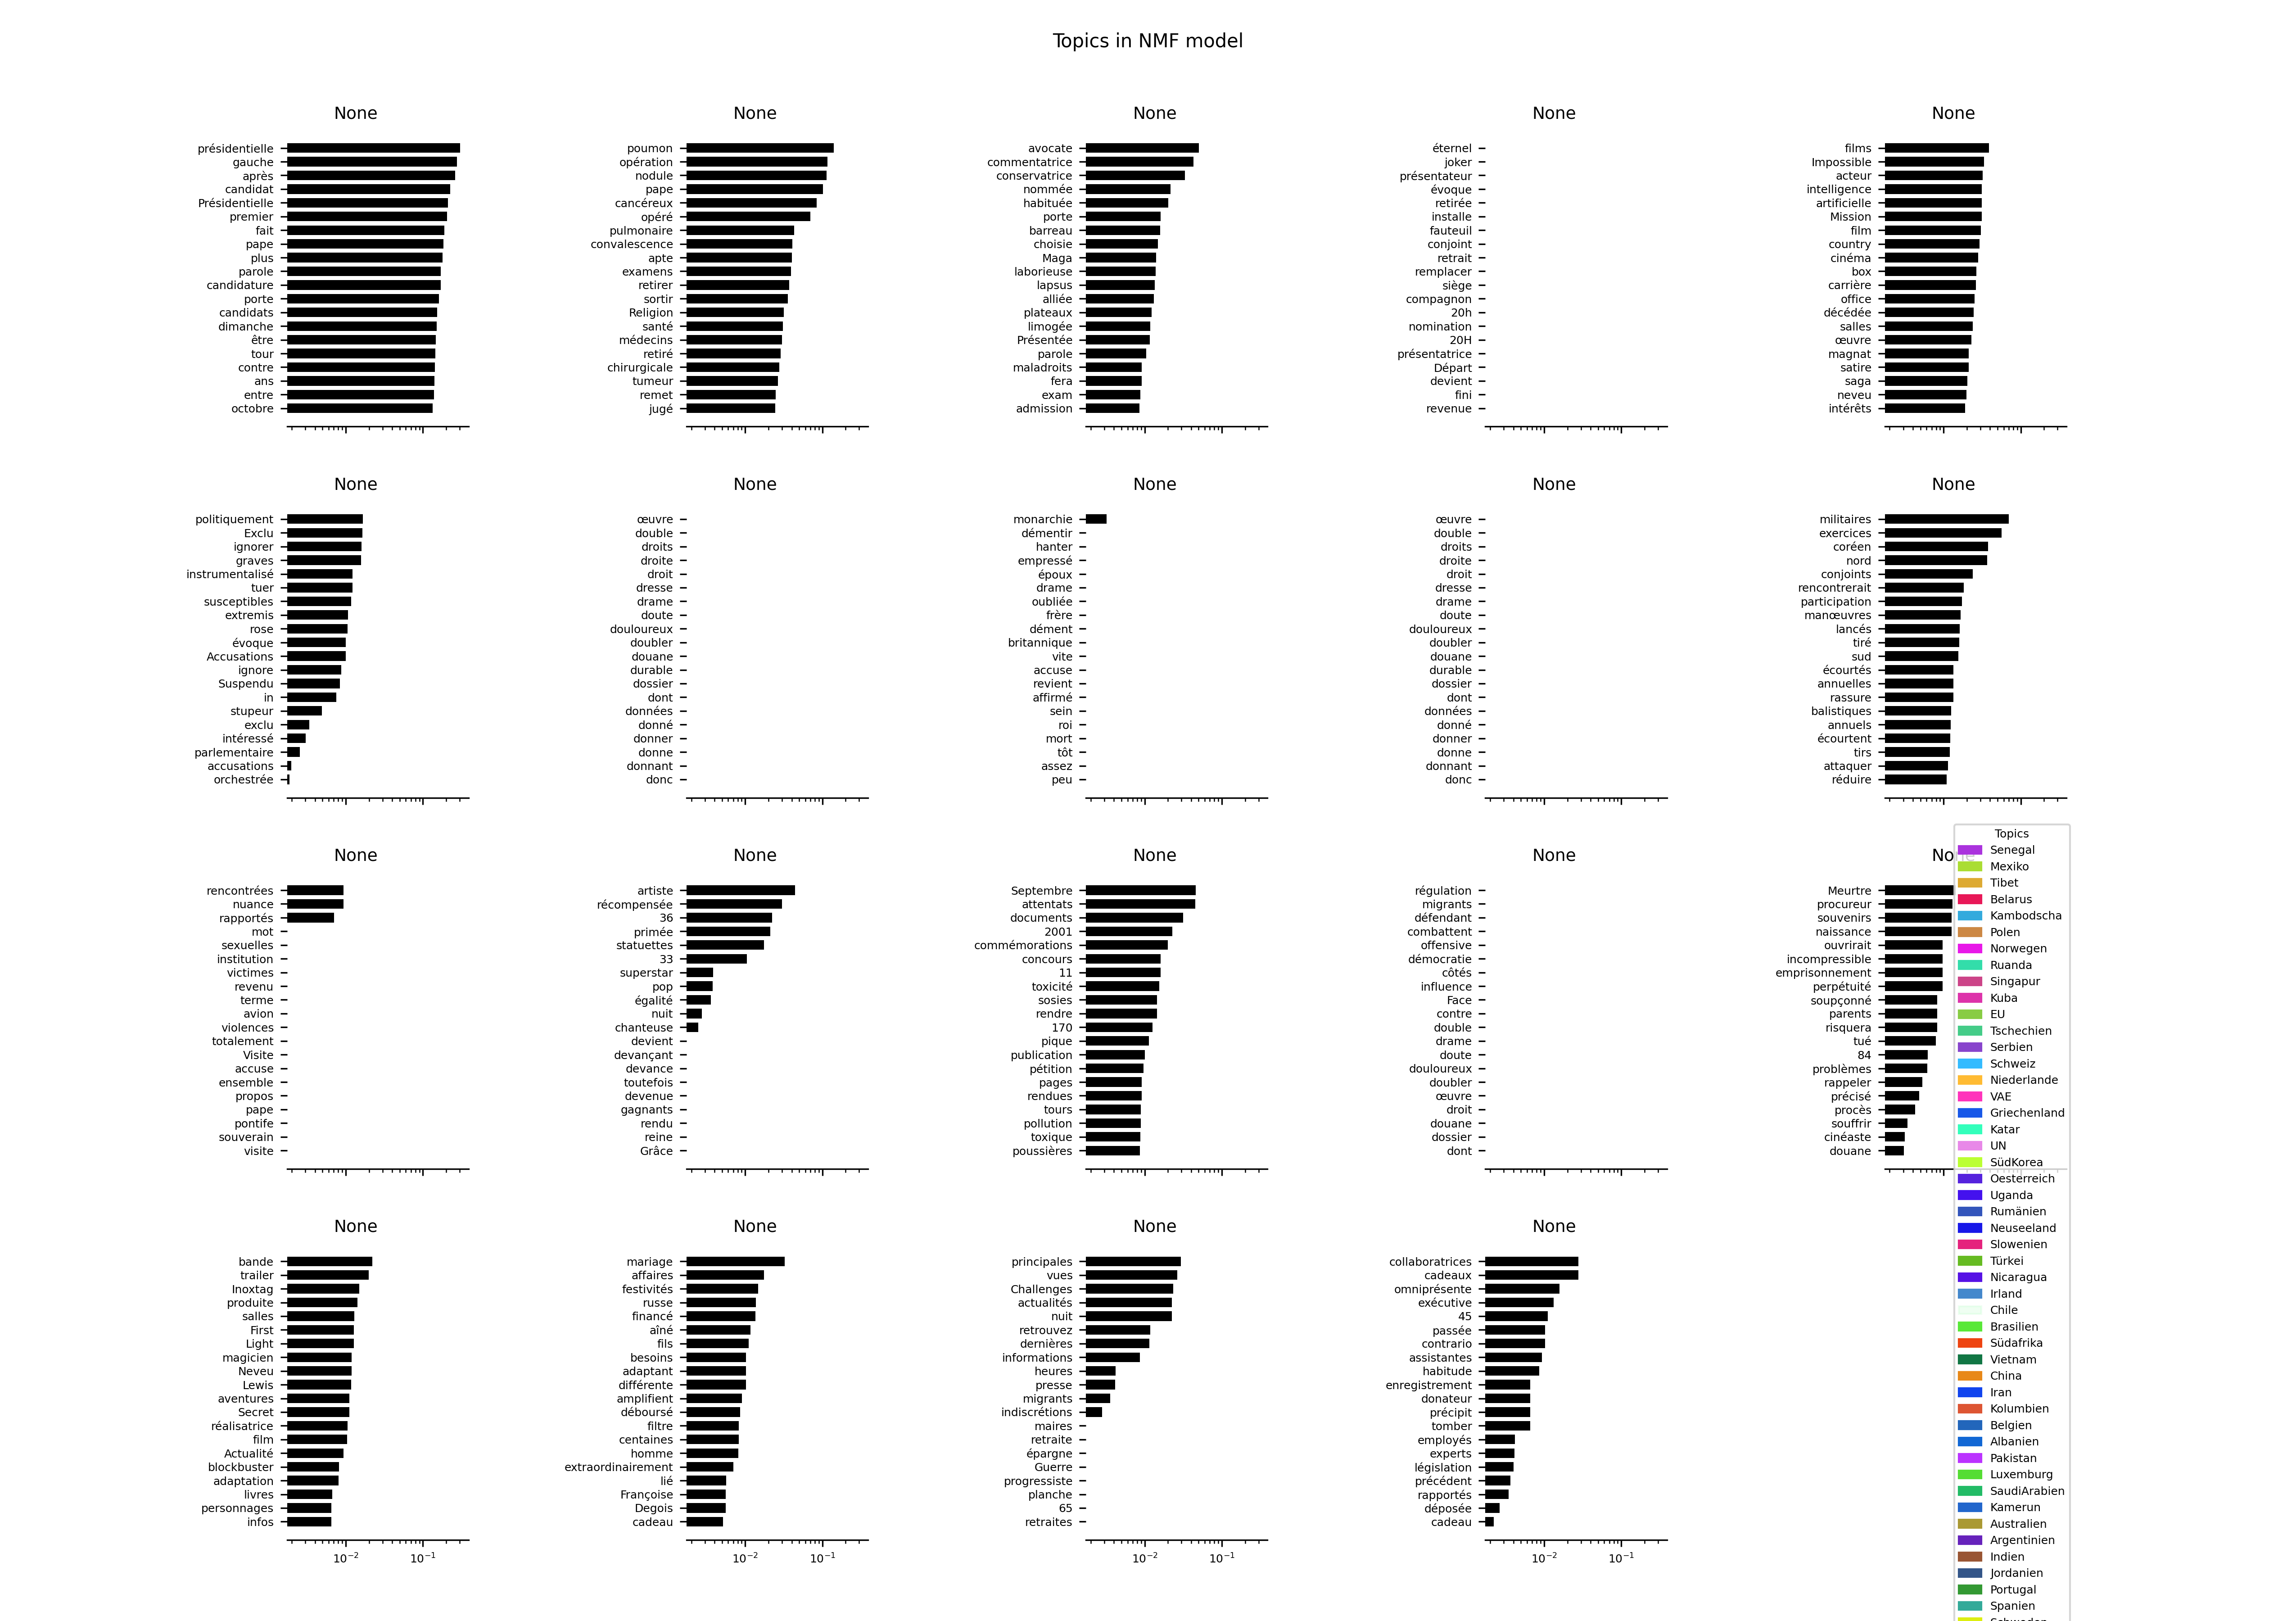 Topics in NMF model
None
présidentielle
gauche
après
candidat
Présidentielle
premier
fait
pape
plus
parole
candidature
porte
candidats
dimanche
être
tour
contre
ans
entre
octobre
None
poumon
opération
nodule
pape
cancéreux
opéré
pulmonaire
convalescence
apte
examens
retirer
sortir
Religion
santé
médecins
retiré
chirurgicale
tumeur
remet
jugé
None
avocate
commentatrice
conservatrice
nommée
habituée
porte
barreau
choisie
Maga
laborieuse
lapsus
alliée
plateaux
limogée
Présentée
parole
maladroits
fera
exam
admission
None
éternel
joker
présentateur
évoque
retirée
installe
fauteuil
conjoint
retrait
remplacer
siège
compagnon
20h
nomination
20H
présentatrice
Départ
devient
fini
revenue
None
films
Impossible
acteur
intelligence
artificielle
Mission
film
country
cinéma
box
carrière
office
décédée
salles
œuvre
magnat
satire
saga
neveu
intérêts
None
politiquement
Exclu
ignorer
graves
instrumentalisé
tuer
susceptibles
extremis
rose
évoque
Accusations
ignore
Suspendu
in
stupeur
exclu
intéressé
parlementaire
accusations
orchestrée
None
œuvre
double
droits
droite
droit
dresse
drame
doute
douloureux
doubler
douane
durable
dossier
dont
données
donné
donner
donne
donnant
donc
None
monarchie
démentir
hanter
empressé
époux
drame
oubliée
frère
dément
britannique
vite
accuse
revient
affirmé
sein
roi
mort
tôt
assez
peu
None
œuvre
double
droits
droite
droit
dresse
drame
doute
douloureux
doubler
douane
durable
dossier
dont
données
donné
donner
donne
donnant
donc
None
militaires
exercices
coréen
nord
conjoints
rencontrerait
participation
manœuvres
lancés
tiré
sud
écourtés
annuelles
rassure
balistiques
annuels
écourtent
tirs
attaquer
réduire
None
rencontrées
nuance
rapportés
mot
sexuelles
institution
victimes
revenu
terme
avion
violences
totalement
Visite
accuse
ensemble
propos
pape
pontife
souverain
visite
None
artiste
récompensée
36
primée
statuettes
33
superstar
pop
égalité
nuit
chanteuse
devient
devançant
devance
toutefois
devenue
gagnants
rendu
reine
Grâce
None
Septembre
attentats
documents
2001
commémorations
concours
11
toxicité
sosies
rendre
170
pique
publication
pétition
pages
rendues
tours
pollution
toxique
poussières
None
régulation
migrants
défendant
combattent
offensive
démocratie
côtés
influence
Face
contre
double
drame
doute
douloureux
doubler
œuvre
droit
douane
dossier
dont
None
Meurtre
procureur
souvenirs
naissance
ouvrirait
incompressible
emprisonnement
perpétuité
soupçonné
parents
risquera
tué
84
problèmes
rappeler
précisé
procès
souffrir
cinéaste
douane
None
bande
trailer
Inoxtag
produite
salles
First
Light
magicien
Neveu
Lewis
aventures
Secret
réalisatrice
film
Actualité
blockbuster
adaptation
livres
personnages
infos
10⁻² 10⁻¹
None
mariage
affaires
festivités
russe
financé
aîné
fils
besoins
adaptant
différente
amplifient
déboursé
filtre
centaines
homme
extraordinairement
lié
Françoise
Degois
cadeau
10⁻² 10⁻¹
None
principales
vues
Challenges
actualités
nuit
retrouvez
dernières
informations
heures
presse
migrants
indiscrétions
maires
retraite
épargne
Guerre
progressiste
planche
65
retraites
10⁻² 10⁻¹
None
collaboratrices
cadeaux
omniprésente
exécutive
45
passée
contrario
assistantes
habitude
enregistrement
donateur
précipit
tomber
employés
experts
législation
précédent
rapportés
déposée
cadeau
10⁻² 10⁻¹
Topics
Senegal
Mexiko
Tibet
Belarus
Kambodscha
Polen
Norwegen
Ruanda
Singapur
Kuba
EU
Tschechien
Serbien
Schweiz
Niederlande
VAE
Griechenland
Katar
UN
SüdKorea
Oesterreich
Uganda
Rumänien
Neuseeland
Slowenien
Türkei
Nicaragua
Irland
Chile
Brasilien
Südafrika
Vietnam
China
Iran
Kolumbien
Belgien
Albanien
Pakistan
Luxemburg
SaudiArabien
Kamerun
Australien
Argentinien
Indien
Jordanien
Portugal
Spanien
Schweden